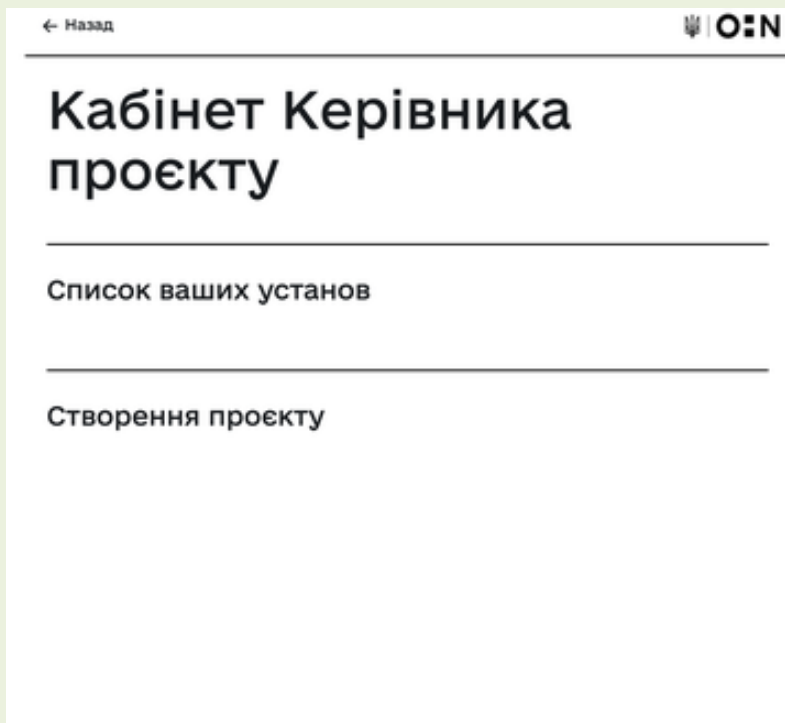 ← Назад
Кабінет Керівника
проєкту
Список ваших установ
Створення проєкту